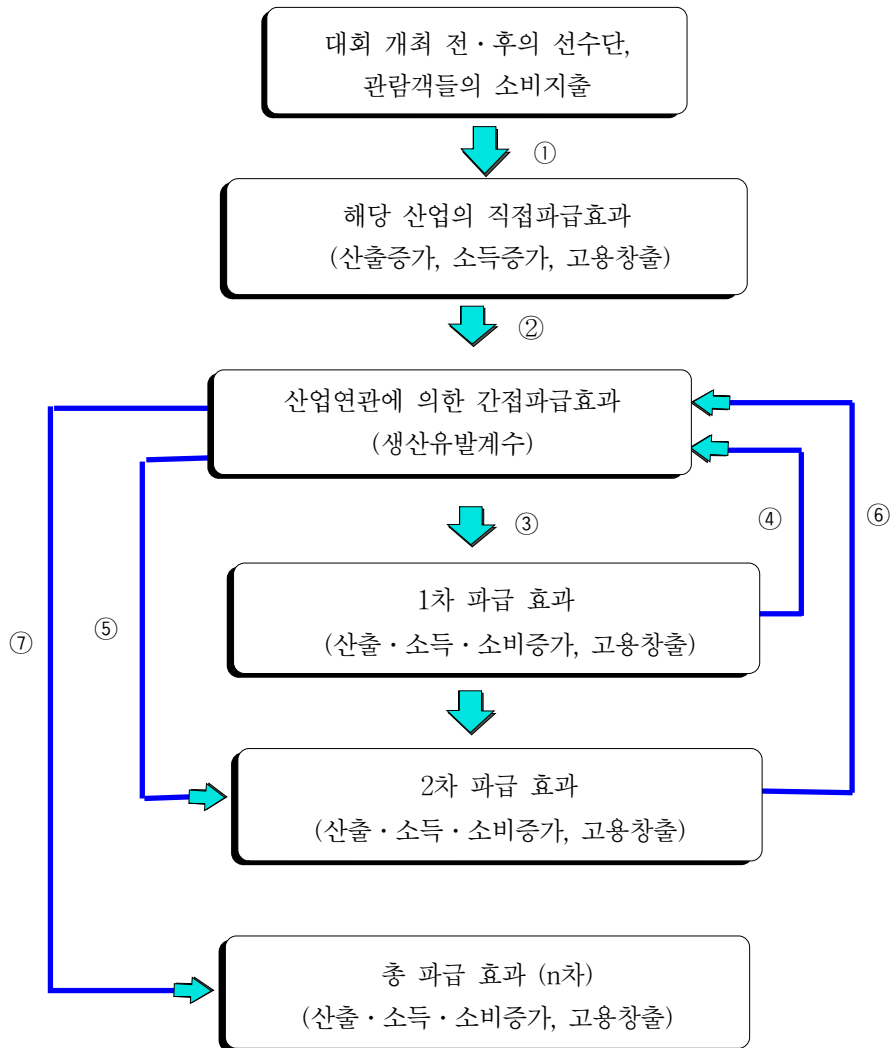 대회 개최 전·후의 선수단,
관람객들의 소비지출
①
해당 산업의 직접파급효과
(산출증가, 소득증가, 고용창출)
②
산업연관에 의한 간접파급효과
(생산유발계수)
③
④
⑥
1차 파급 효과
(산출·소득·소비증가, 고용창출)
⑤
⑦
2차 파급 효과
(산출·소득·소비증가, 고용창출)
총 파급 효과 (n차)
(산출·소득·소비증가, 고용창출)